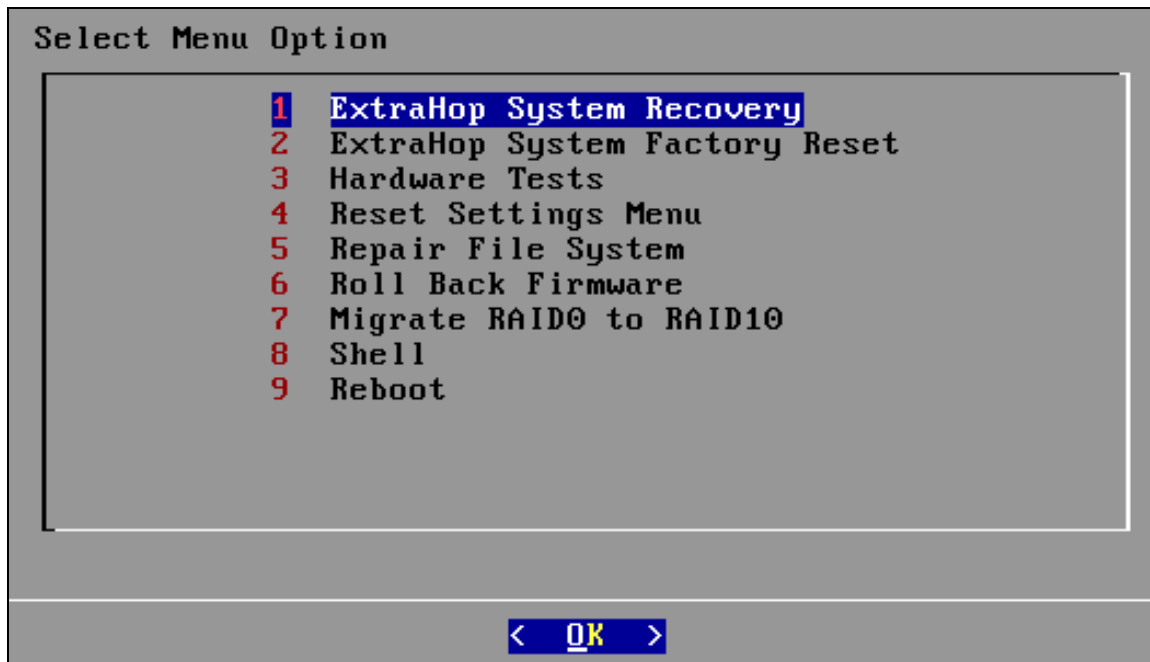 Select Menu Option
1 ExtraHop System Recovery
2 ExtraHop System Factory Reset
3 Hardware Tests
4 Reset Settings Menu
5 Repair File System
6 Roll Back Firmware
7 Migrate RAID0 to RAID10
8 Shell
9 Reboot
< OK >